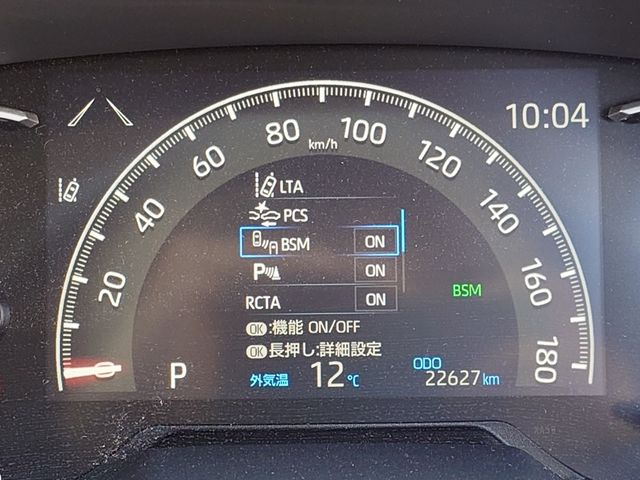 10:04
0
20
40
60
80
km/h
100
120
140
160
180
LTA
PCS
BSM ON
P ON
RCTA ON
BSM
OK:機能 ON/OFF
OK長押し:詳細設定
P
外気温 12℃
ODO
22627km